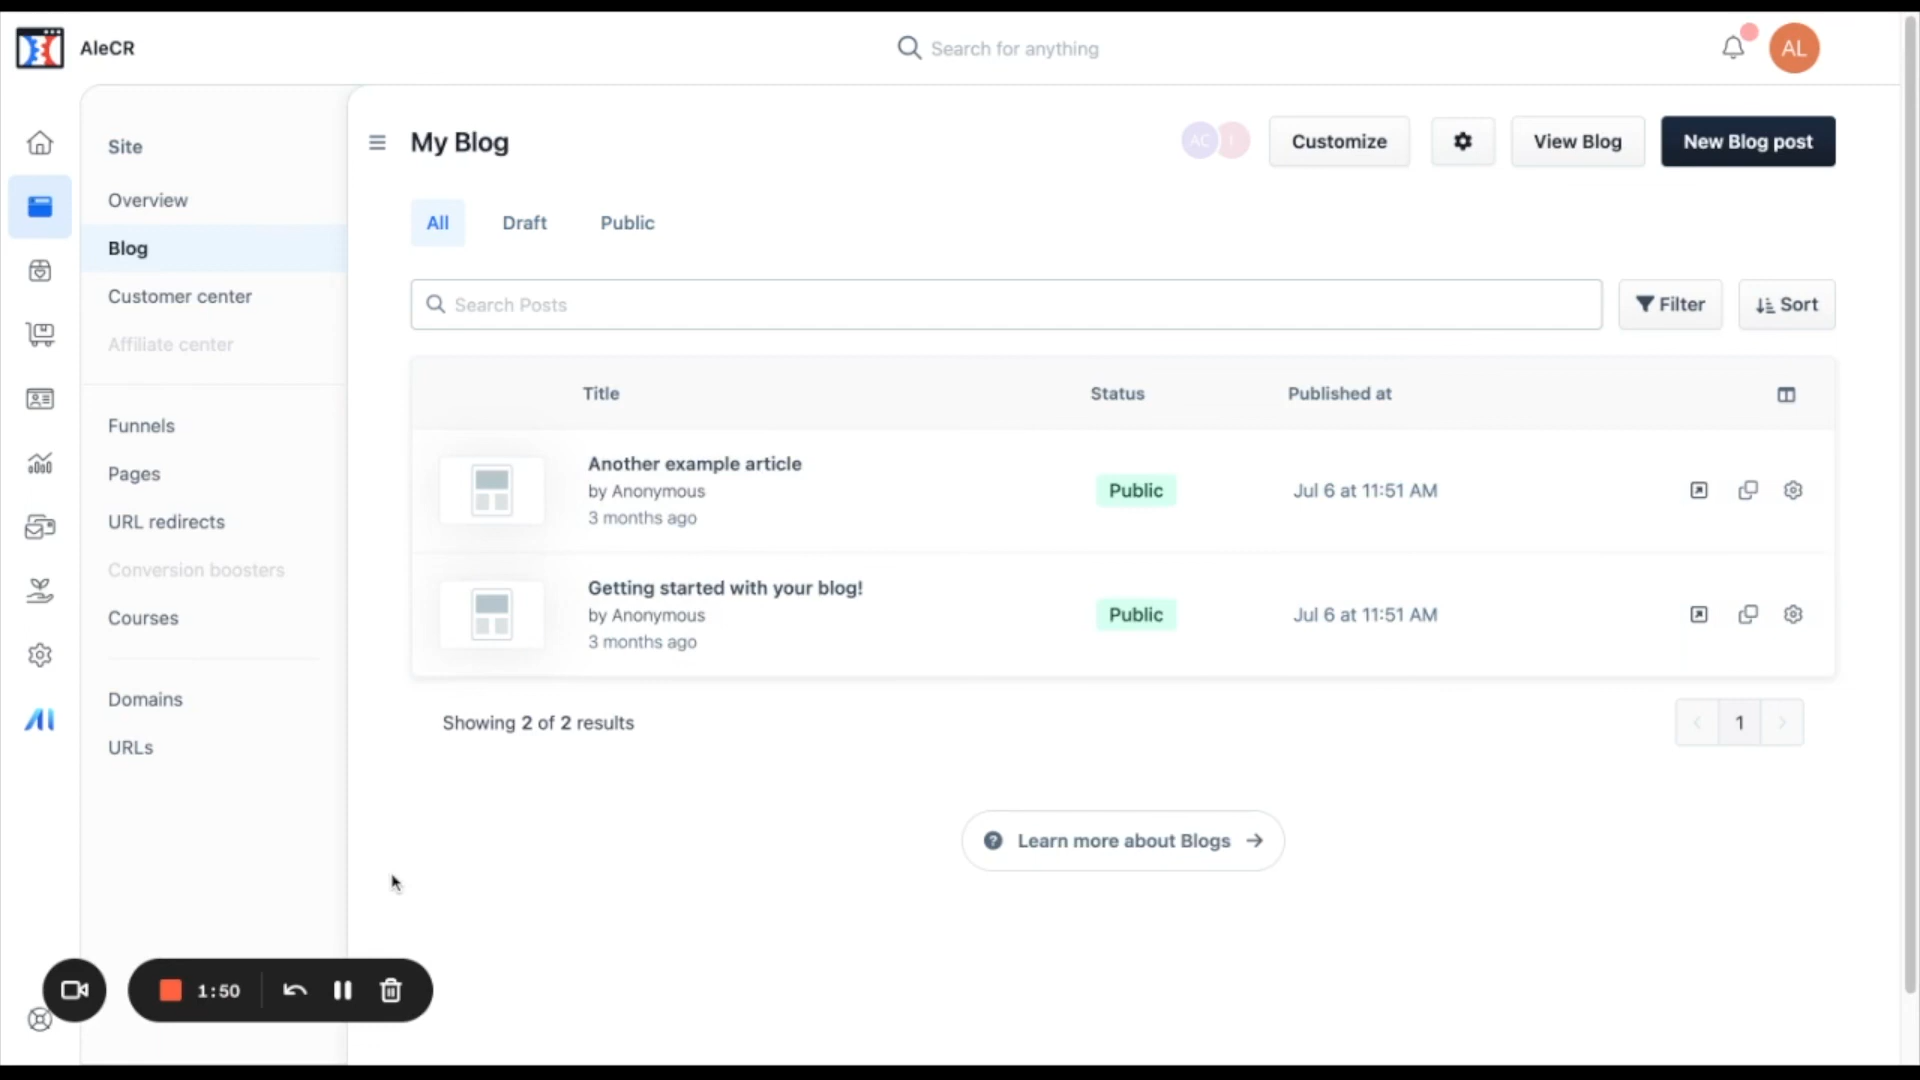 AleCR
Search for anything
AL
Site
Overview
Blog
Customer center
Affiliate center
Funnels
Pages
URL redirects
Conversion boosters
Courses
Domains
URLs
AI
My Blog
AC I
Customize
View Blog
New Blog post
All
Draft
Public
Search Posts
Filter
Sort
Title
Status
Published at
Another example article
by Anonymous
3 months ago
Public
Jul 6 at 11:51 AM
Getting started with your blog!
by Anonymous
3 months ago
Public
Jul 6 at 11:51 AM
Showing 2 of 2 results
1
? Learn more about Blogs
1:50